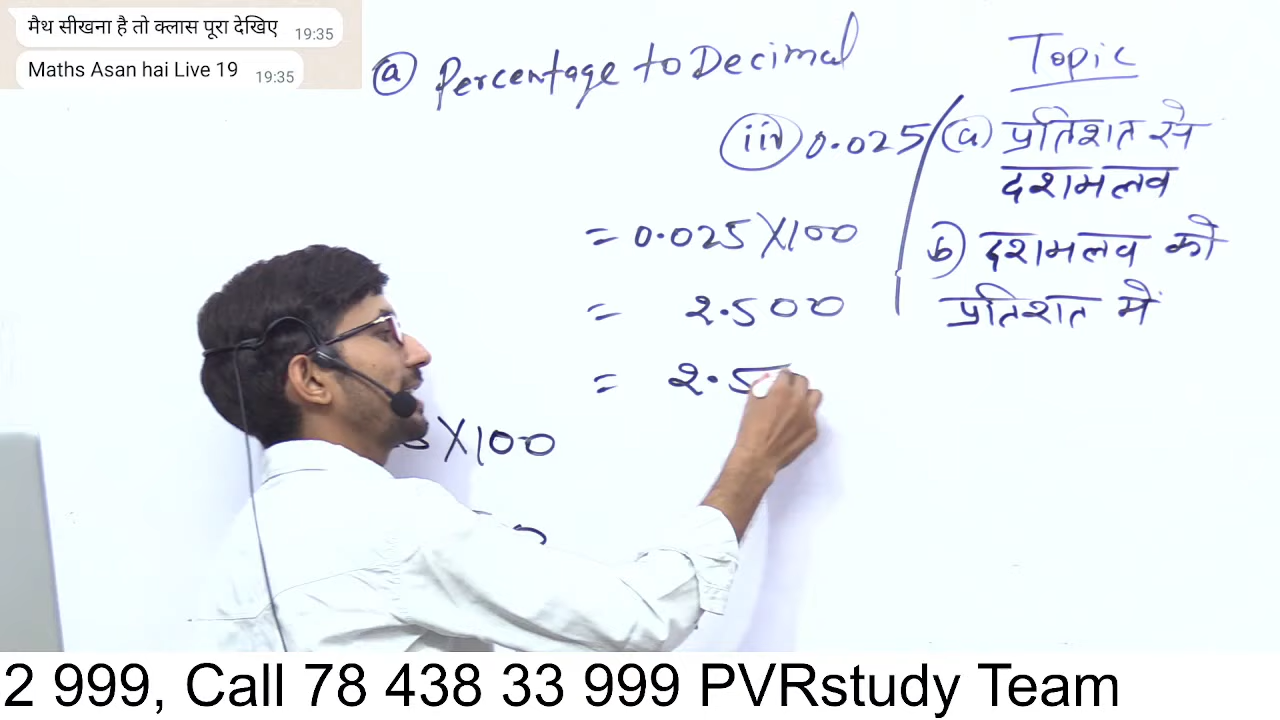 मैथ सीखना है तो क्लास पूरा देखिए 19:35
Maths Asan hai Live 19 19:35
(a) Percentage to Decimal
(iii) 0.025
= 0.025 X 100
= 2.500
= 2.5
X 100
Topic
(a) प्रतिशत से
दशमलव
(b) दशमलव को
प्रतिशत में
2 999, Call 78 438 33 999 PVRstudy Team